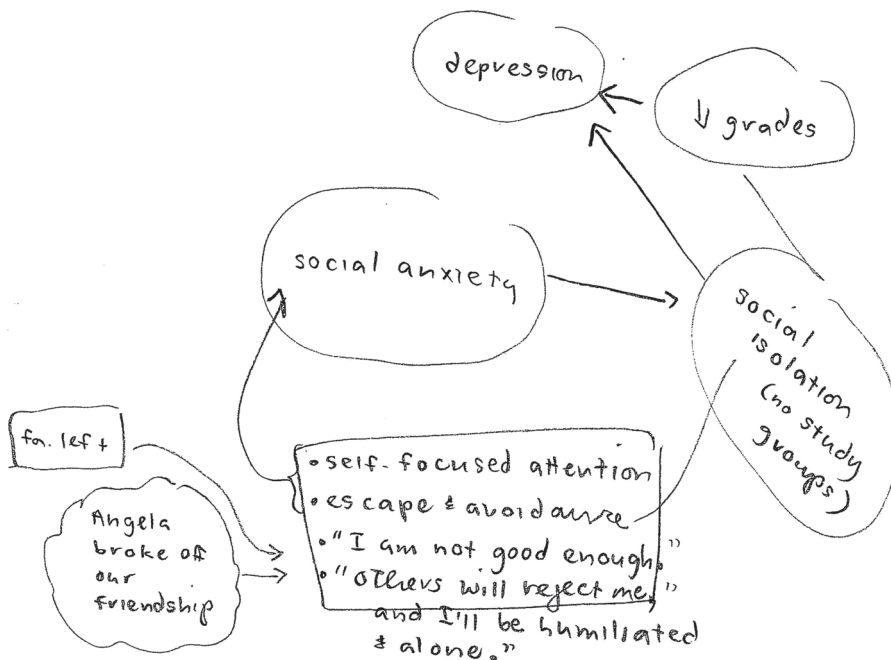 depression
↓ grades
social anxiety
social
isolation
(no study
groups)
fa. left
Angela
broke off
our
friendship
• self-focused attention
• escape & avoidance
• "I am not good enough."
• "Others will reject me"
and I'll be humiliated
& alone."